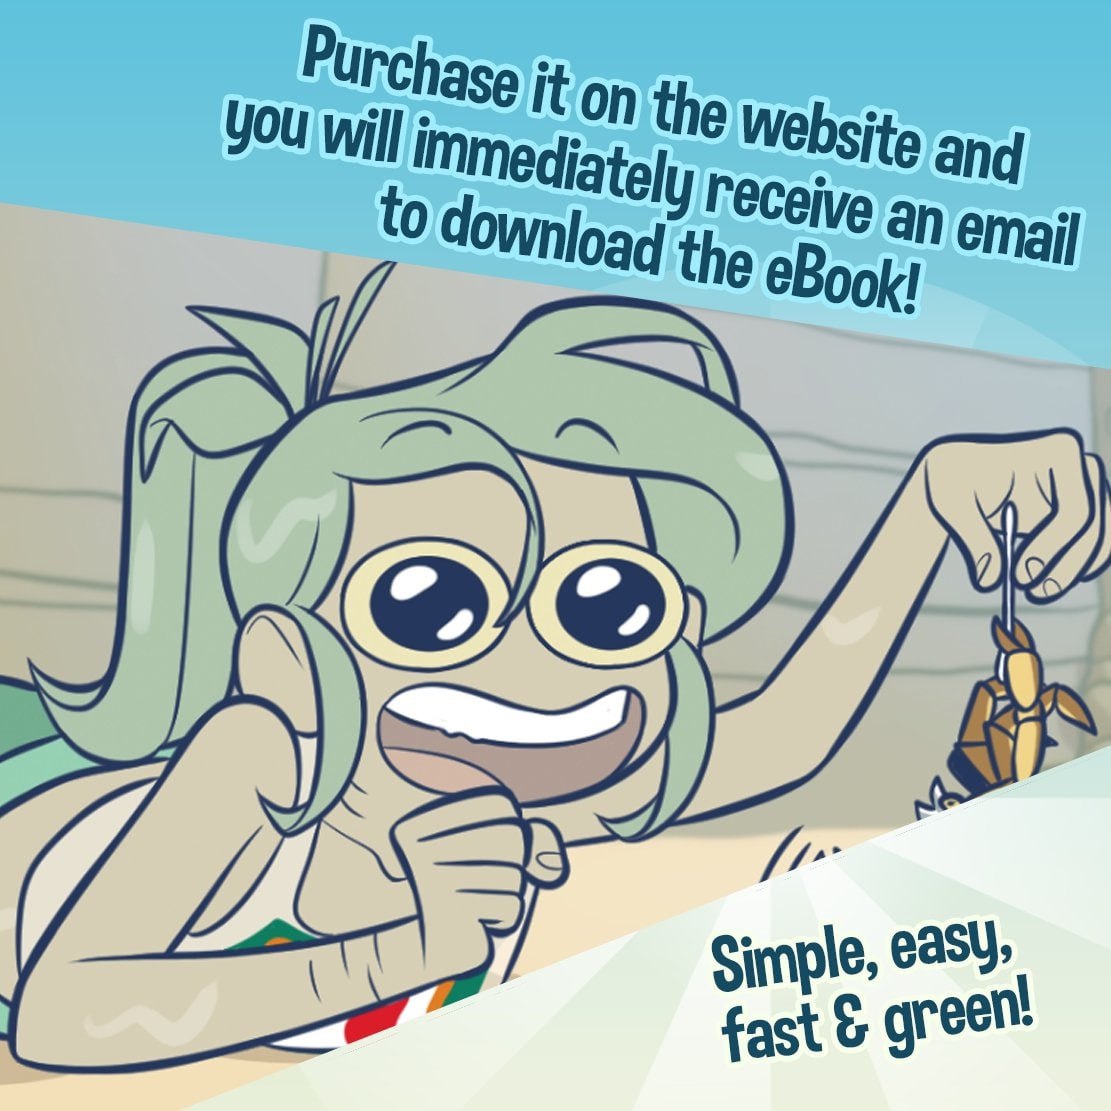 Purchase it on the website and
you will immediately receive an email
to download the eBook!
Simple, easy,
fast & green!